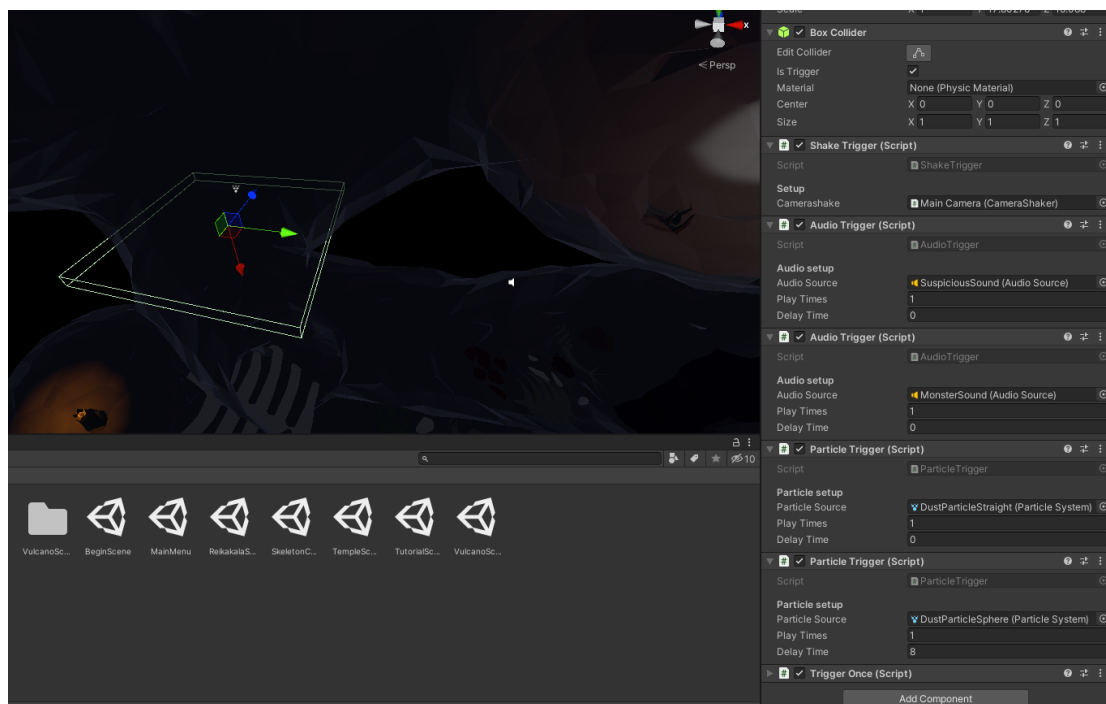 x
< Persp
10
VulcanoSc...
BeginScene
MainMenu
ReikakalaS...
SkeletonC...
TempleSc...
TutorialSc...
VulcanoSc...
Box Collider
Edit Collider
Is Trigger
Material None (Physic Material)
Center X 0 Y 0 Z 0
Size X 1 Y 1 Z 1
# Shake Trigger (Script)
Script ShakeTrigger
Setup
Camerashake Main Camera (CameraShaker)
# Audio Trigger (Script)
Script AudioTrigger
Audio setup
Audio Source SuspiciousSound (Audio Source)
Play Times 1
Delay Time 0
# Audio Trigger (Script)
Script AudioTrigger
Audio setup
Audio Source MonsterSound (Audio Source)
Play Times 1
Delay Time 0
# Particle Trigger (Script)
Script ParticleTrigger
Particle setup
Particle Source DustParticleStraight (Particle System)
Play Times 1
Delay Time 0
# Particle Trigger (Script)
Script ParticleTrigger
Particle setup
Particle Source DustParticleSphere (Particle System)
Play Times 1
Delay Time 8
# Trigger Once (Script)
Add Component